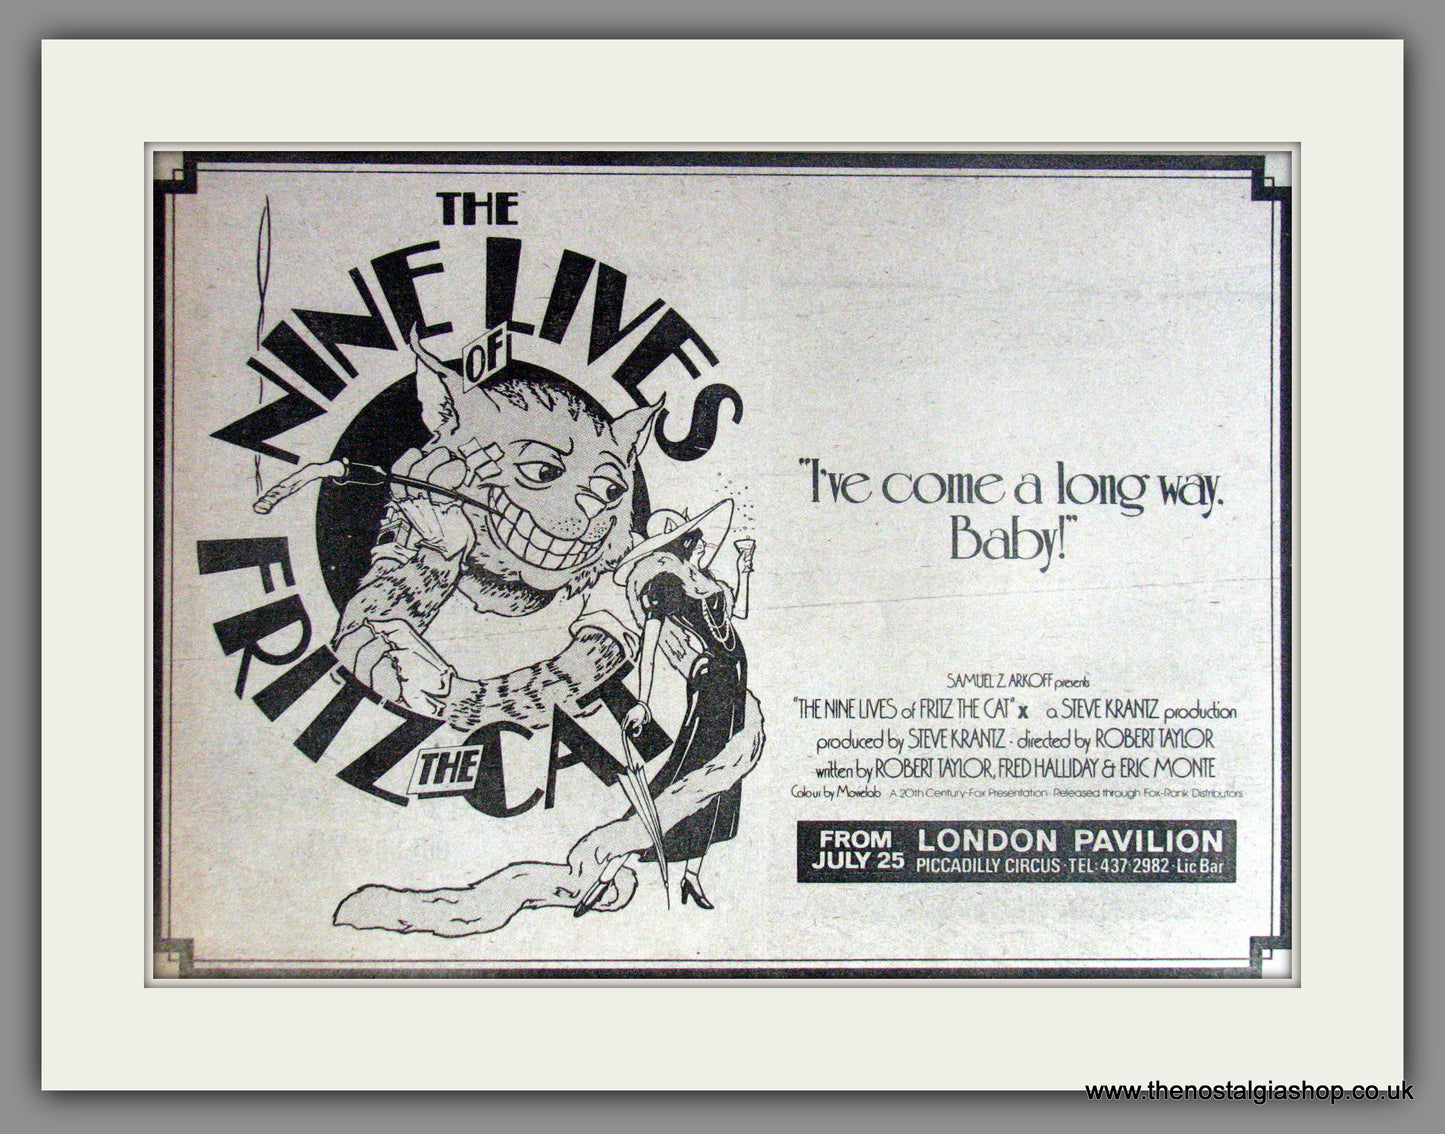 THE
NINE LIVES
OF
FRITZ
THE
CAT
"I've come a long way.
Baby!"
SAMUEL Z. ARKOFF presents
"THE NINE LIVES of FRITZ THE CAT" X a STEVE KRANTZ production
produced by STEVE KRANTZ · directed by ROBERT TAYLOR
written by ROBERT TAYLOR, FRED HALLIDAY & ERIC MONTE
Colour by Movielab A 20th Century-Fox Presentation Released through Fox-Rank Distributors
FROM JULY 25
LONDON PAVILION
PICCADILLY CIRCUS · TEL: 437 2982 · Lic Bar
www.thenostalgiashop.co.uk